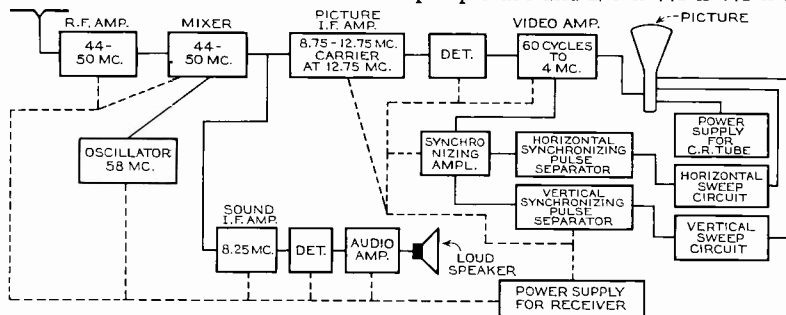 R.F. AMP.
44-
50 MC.
MIXER
44-
50 MC.
OSCILLATOR
58 MC.
PICTURE
I.F. AMP.
8.75-12.75 MC.
CARRIER
AT 12.75 MC.
DET.
VIDEO AMP.
60 CYCLES
TO
4 MC.
PICTURE
POWER
SUPPLY
FOR
C.R. TUBE
SYNCHRO-
NIZING
AMPL.
HORIZONTAL
SYNCHRONIZING
PULSE
SEPARATOR
HORIZONTAL
SWEEP
CIRCUIT
VERTICAL
SYNCHRONIZING
PULSE
SEPARATOR
VERTICAL
SWEEP
CIRCUIT
SOUND
I.F. AMP.
8.25 MC.
DET.
AUDIO
AMP.
LOUD
SPEAKER
POWER SUPPLY
FOR RECEIVER